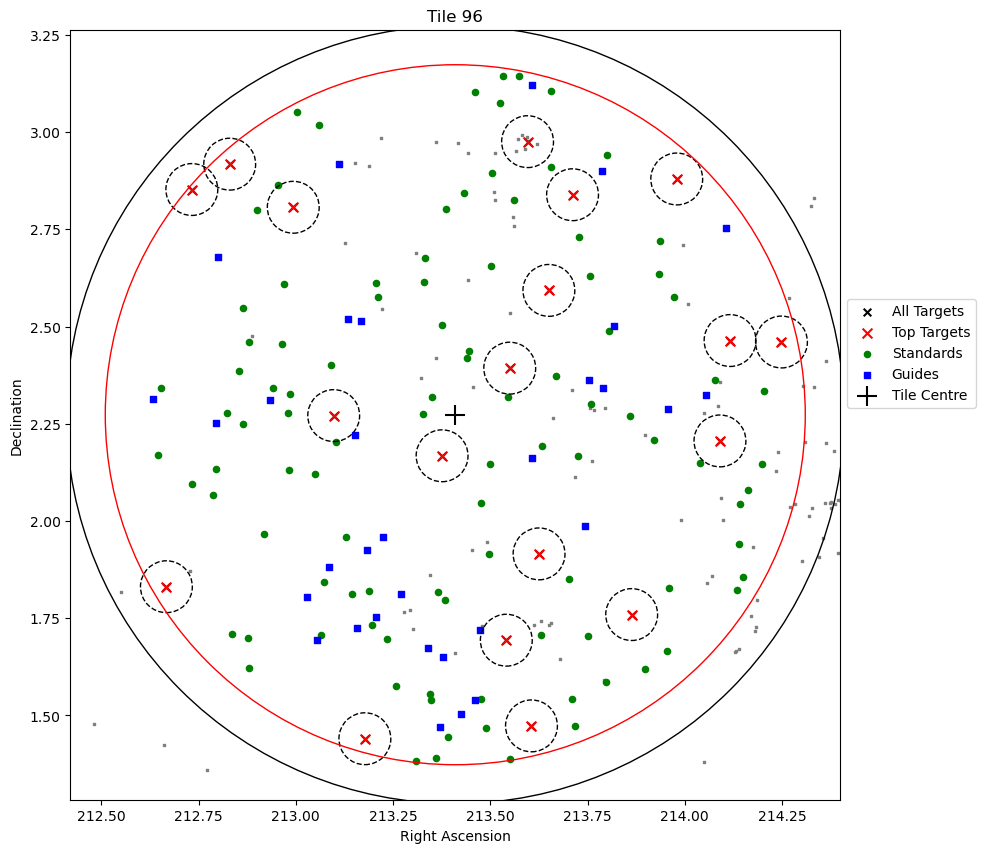 Tile 96
3.25
3.00
2.75
2.50
2.25
2.00
1.75
1.50
Declination
212.50 212.75 213.00 213.25 213.50 213.75 214.00 214.25
Right Ascension
All Targets
Top Targets
Standards
Guides
Tile Centre